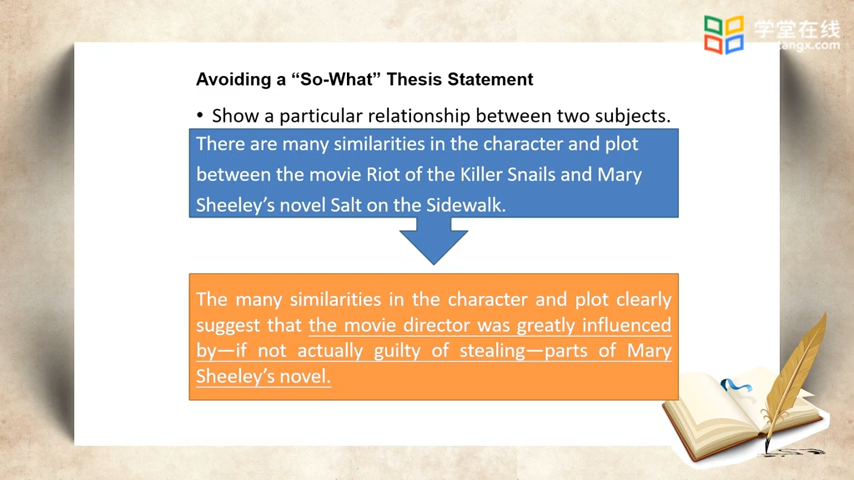 学堂在线
Avoiding a “So-What” Thesis Statement
• Show a particular relationship between two subjects.
There are many similarities in the character and plot
between the movie Riot of the Killer Snails and Mary
Sheeley’s novel Salt on the Sidewalk.
The many similarities in the character and plot clearly
suggest that the movie director was greatly influenced
by—if not actually guilty of stealing—parts of Mary
Sheeley’s novel.